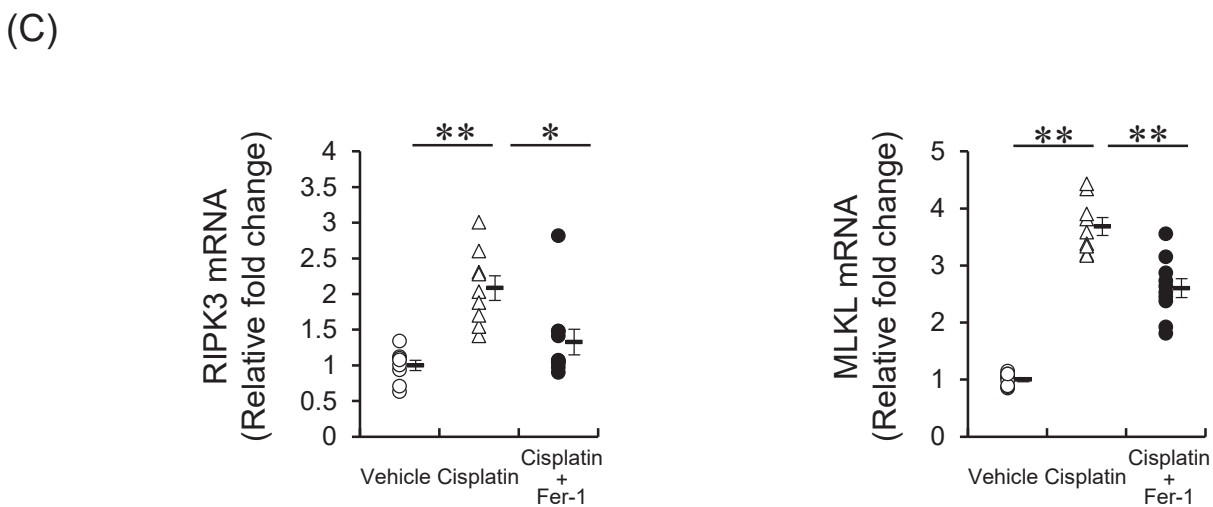 (C)
RIPK3 mRNA
(Relative fold change)
4
3.5
3
2.5
2
1.5
1
0.5
0
** *
Vehicle Cisplatin
Cisplatin
+
Fer-1
MLKL mRNA
(Relative fold change)
5
4
3
2
1
0
** **
Vehicle Cisplatin
Cisplatin
+
Fer-1